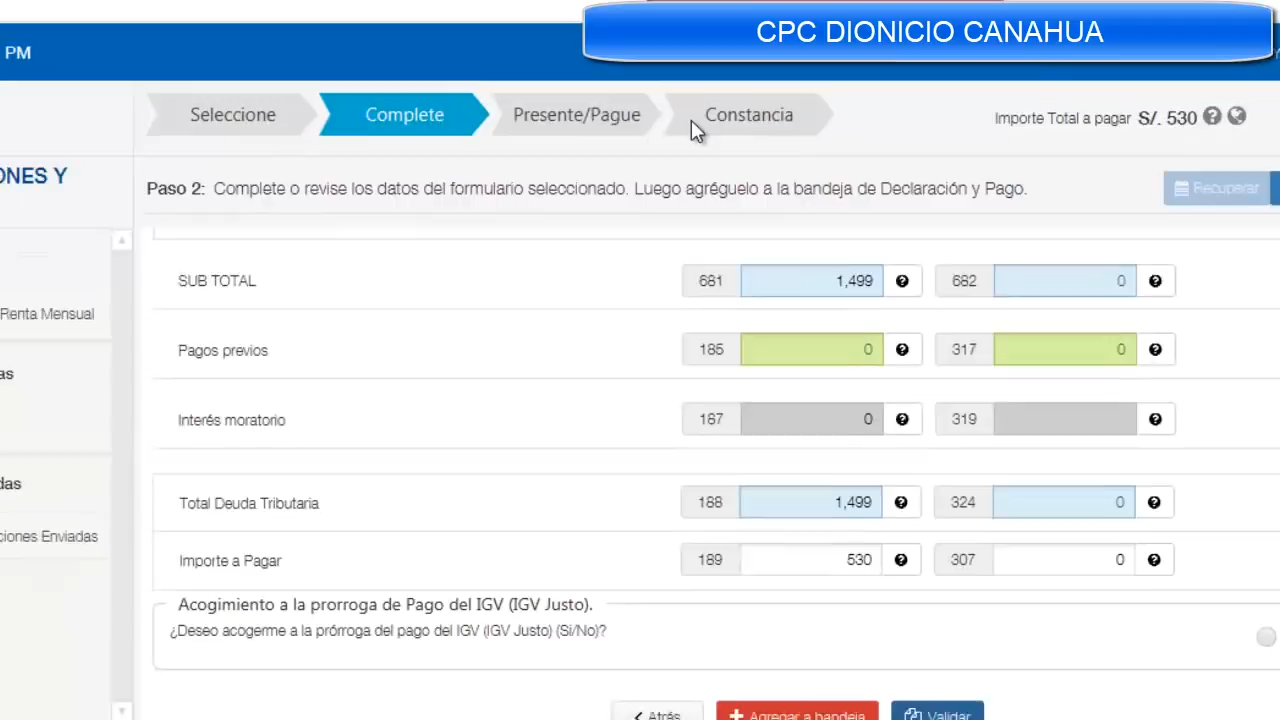 CPC DIONICIO CANAHUA
PM
Seleccione
Complete
Presente/Pague
Constancia
Importe Total a pagar S/. 530
ONES Y
Paso 2: Complete o revise los datos del formulario seleccionado. Luego agréguelo a la bandeja de Declaración y Pago.
Recuperar
SUB TOTAL 681 1,499 682 0
Renta Mensual
Pagos previos 185 0 317 0
as
Interés moratorio 187 0 319
das
Total Deuda Tributaria 188 1,499 324 0
ciones Enviadas
Importe a Pagar 189 530 307 0
Acogimiento a la prorroga de Pago del IGV (IGV Justo).
¿Deseo acogerme a la prórroga del pago del IGV (IGV Justo) (Si/No)?
Atrás
Agregar a bandeja
Validar